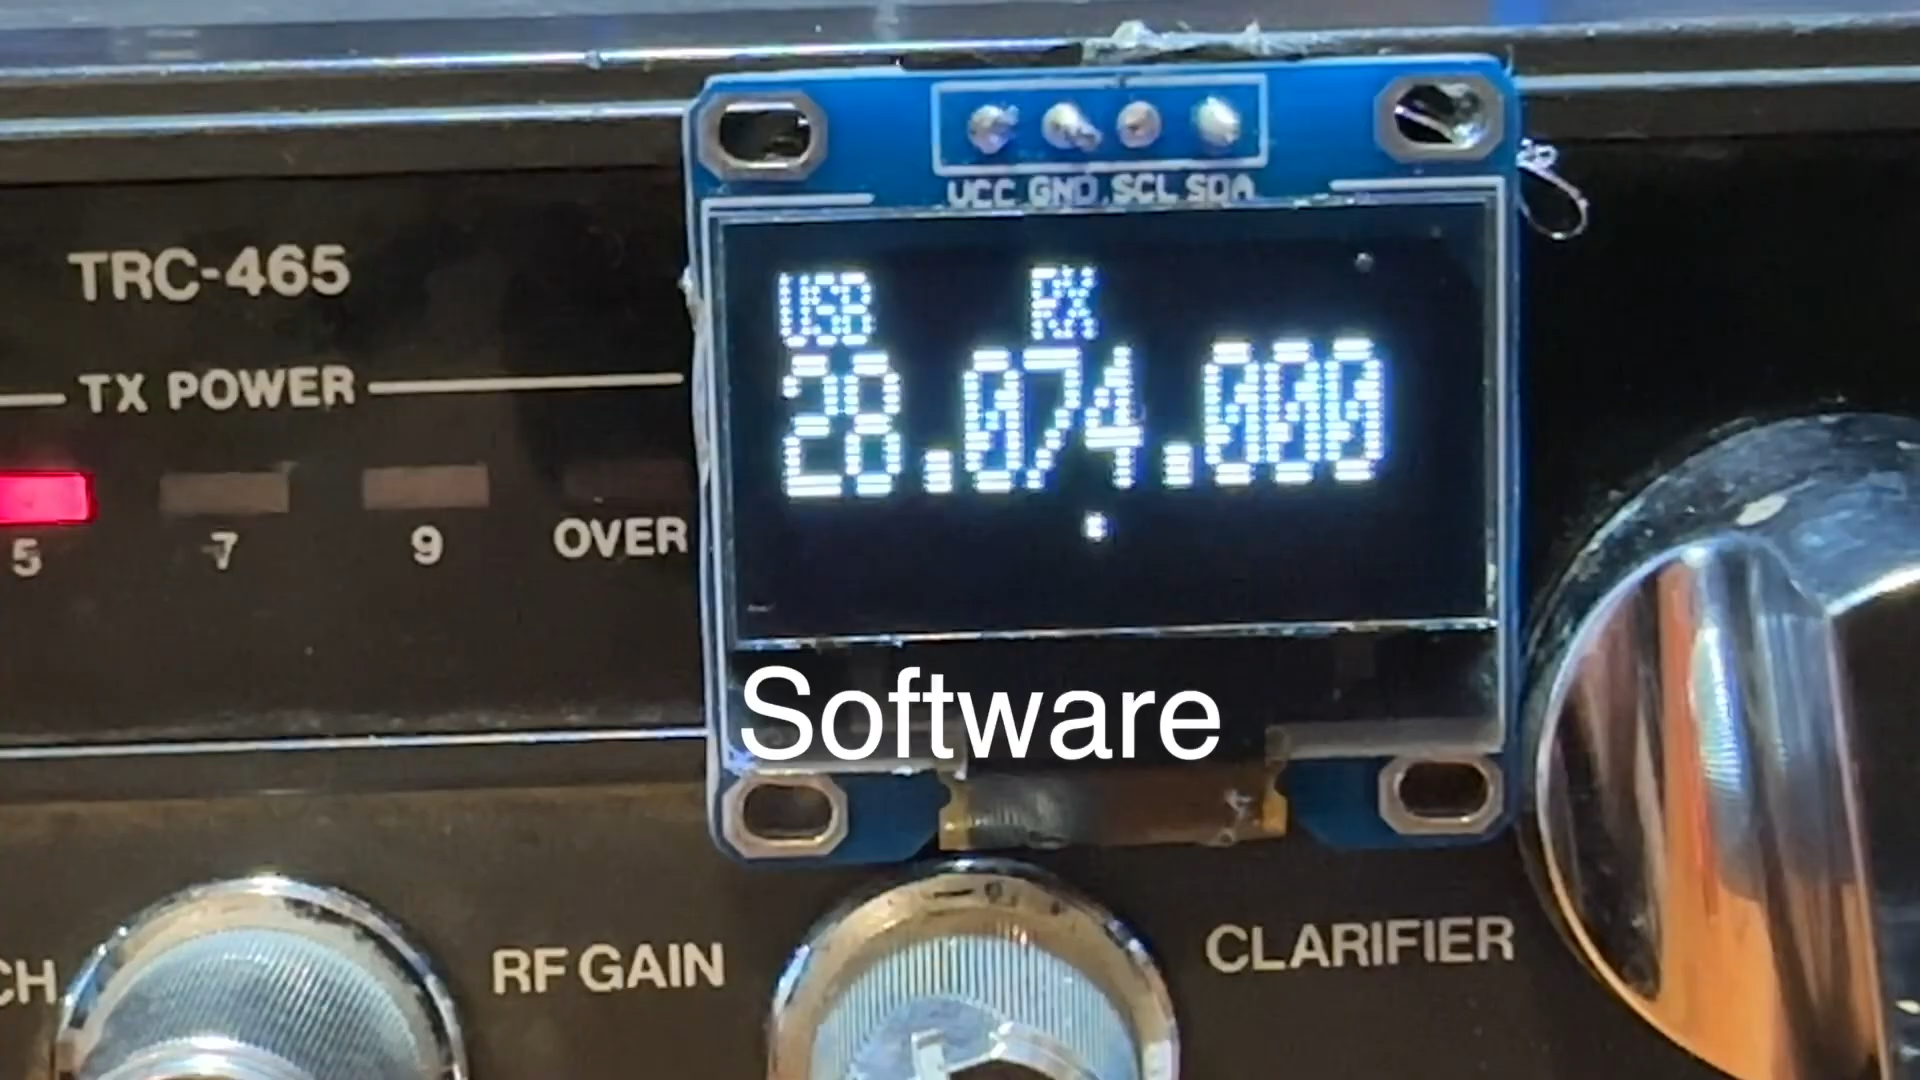 VCC GND SCL SDA
TRC-465
USB RX
28.074.000
TX POWER
5 7 9 OVER
Software
CH
RF GAIN
CLARIFIER